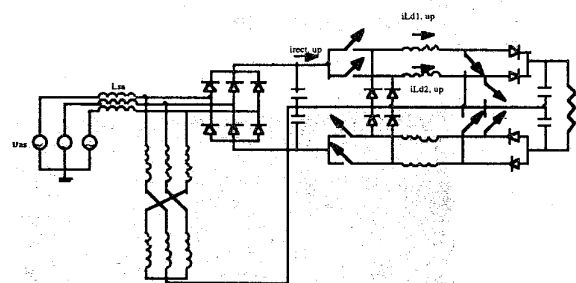 iLd1, up
irect, up
Lsa
iLd2, up
uas